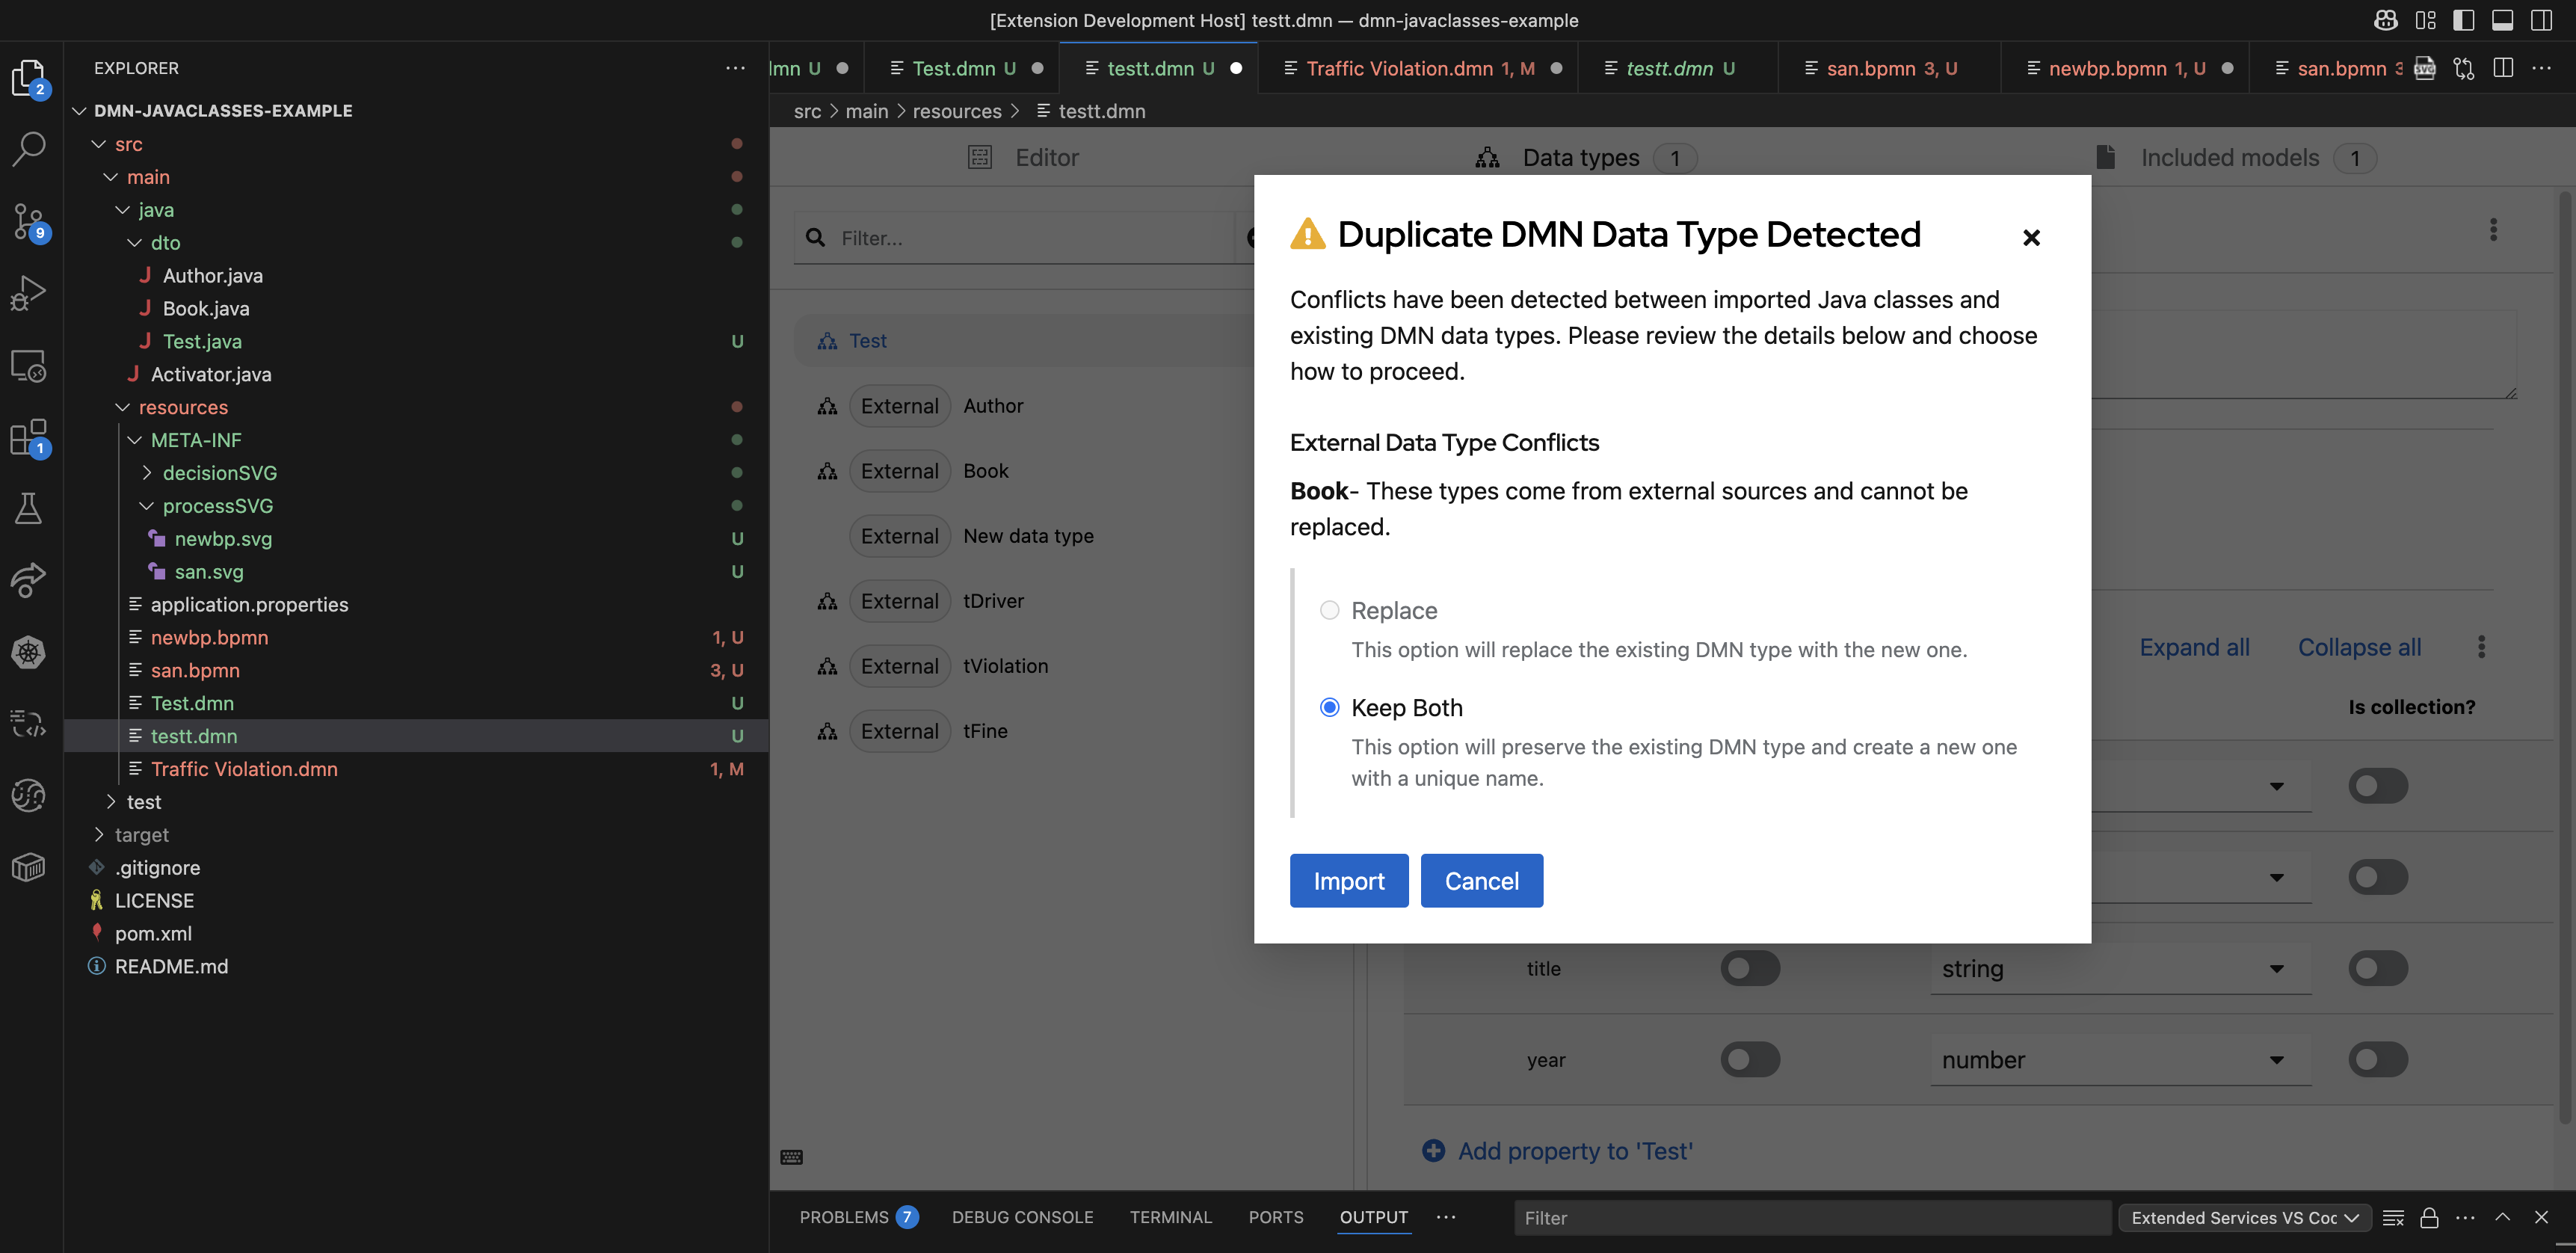 [Extension Development Host] testt.dmn — dmn-javaclasses-example
EXPLORER
2
9
1
DMN-JAVACLASSES-EXAMPLE
src
main
java
dto
Author.java
Book.java
Test.java U
Activator.java
resources
META-INF
decisionSVG
processSVG
newbp.svg U
san.svg U
application.properties
newbp.bpmn 1, U
san.bpmn 3, U
Test.dmn U
testt.dmn U
Traffic Violation.dmn 1, M
test
target
.gitignore
LICENSE
pom.xml
README.md
U
Test.dmn U
testt.dmn U
Traffic Violation.dmn 1, M
testt.dmn U
san.bpmn 3, U
newbp.bpmn 1, U
san.bpmn
SVG
src > main > resources > testt.dmn
Editor
Data types 1
Included models 1
Filter...
Test
External Author
External Book
External New data type
External tDriver
External tViolation
External tFine
Duplicate DMN Data Type Detected
Conflicts have been detected between imported Java classes and
existing DMN data types. Please review the details below and choose
how to proceed.
External Data Type Conflicts
Book- These types come from external sources and cannot be
replaced.
Replace
This option will replace the existing DMN type with the new one.
Keep Both
This option will preserve the existing DMN type and create a new one
with a unique name.
Import
Cancel
Expand all
Collapse all
Is collection?
title
string
year
number
Add property to 'Test'
PROBLEMS 7
DEBUG CONSOLE
TERMINAL
PORTS
OUTPUT
Filter
Extended Services VS